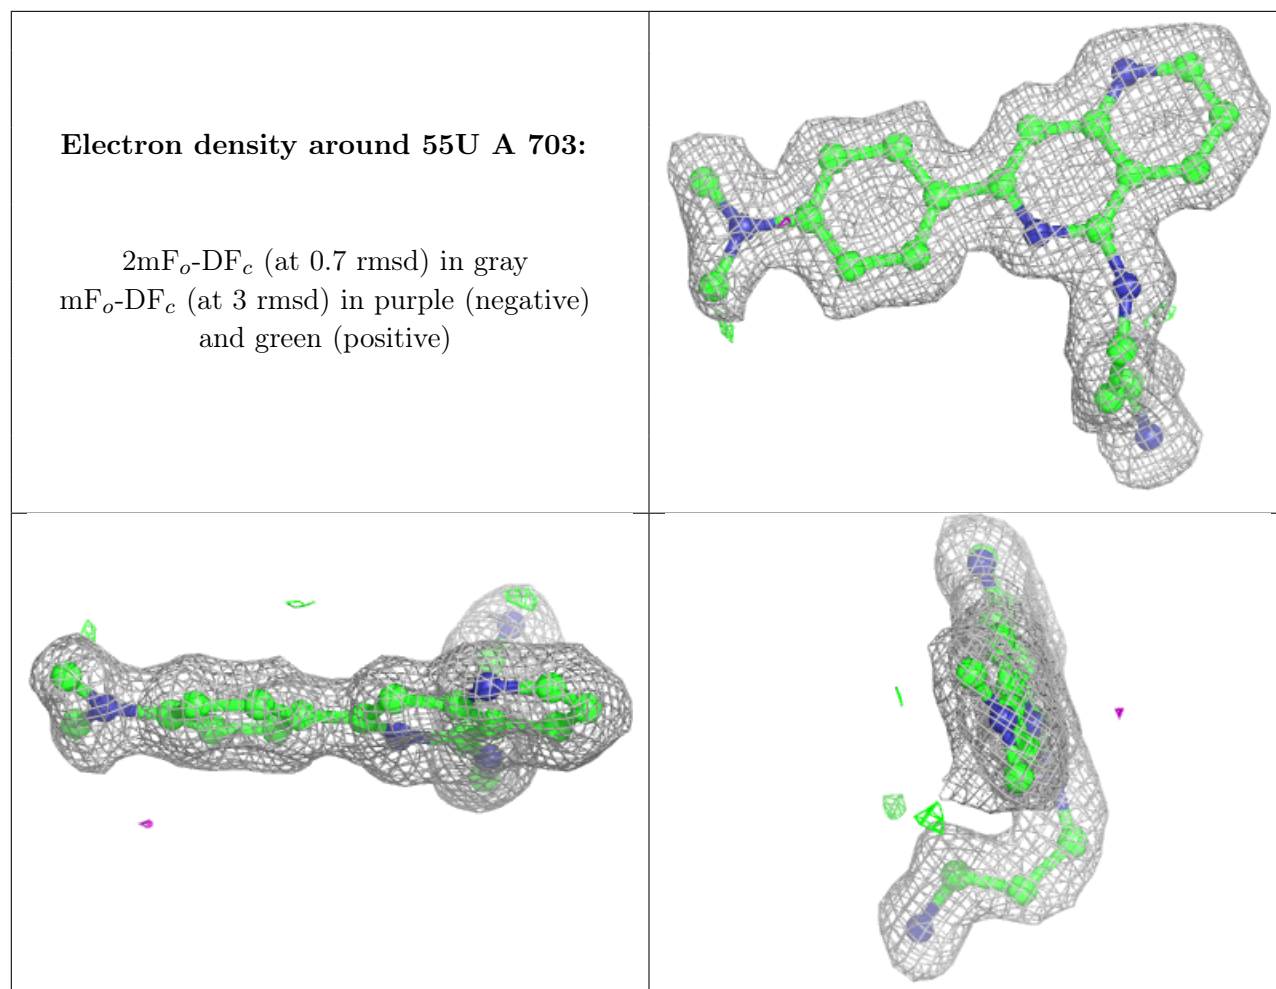 Electron density around 55U A 703:
2mFo-DFc (at 0.7 rmsd) in gray
mFo-DFc (at 3 rmsd) in purple (negative)
and green (positive)